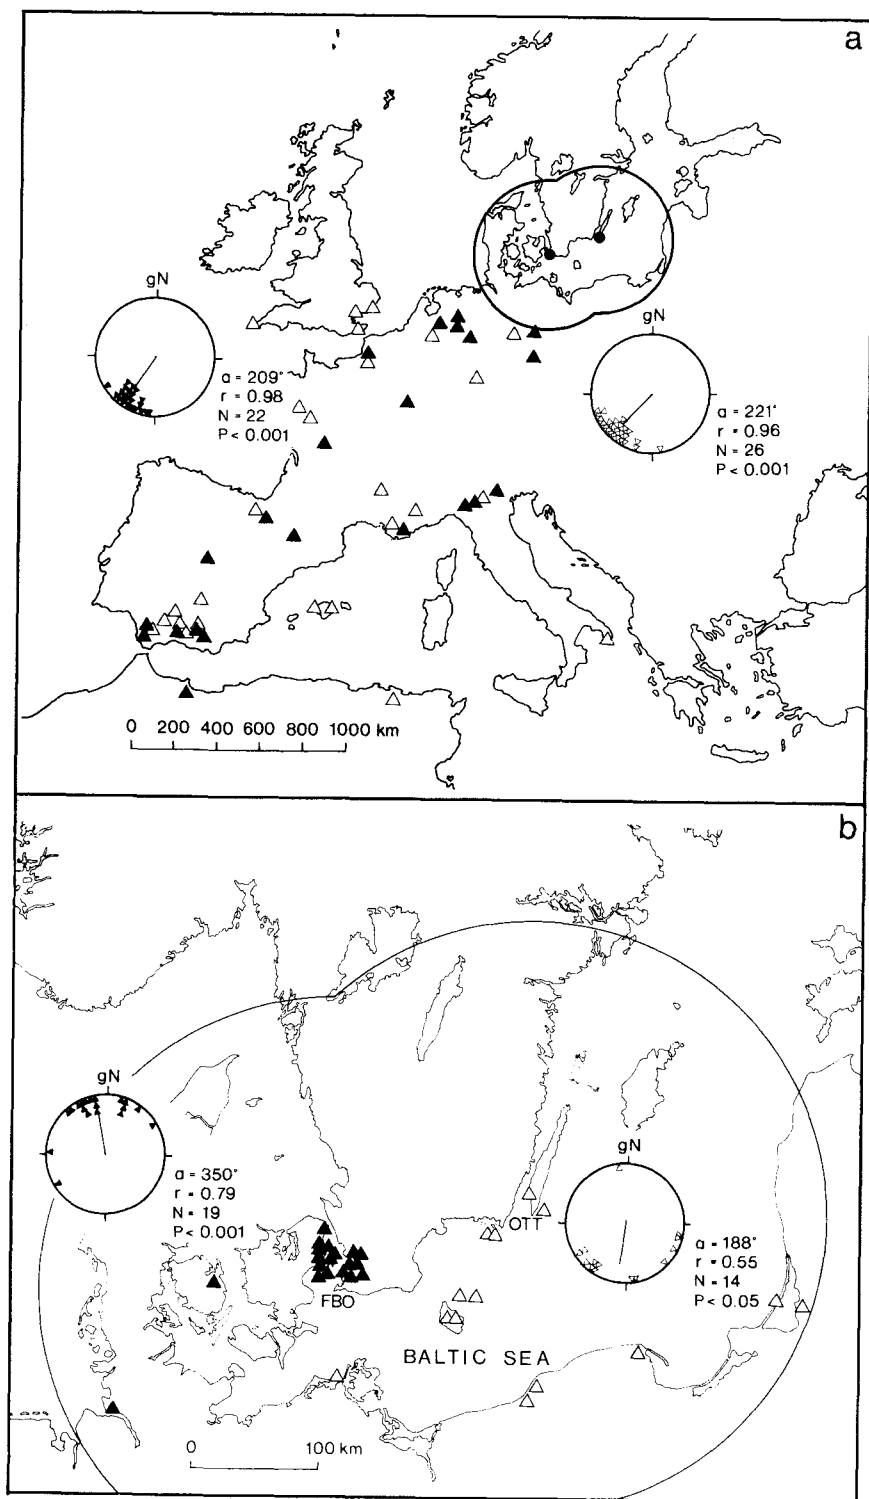 a
gN
a = 209°
r = 0.98
N = 22
P < 0.001
gN
a = 221°
r = 0.96
N = 26
P < 0.001
0 200 400 600 800 1000 km
b
gN
a = 350°
r = 0.79
N = 19
P < 0.001
gN
OTT
a = 188°
r = 0.55
N = 14
P < 0.05
FBO
BALTIC SEA
0 100 km